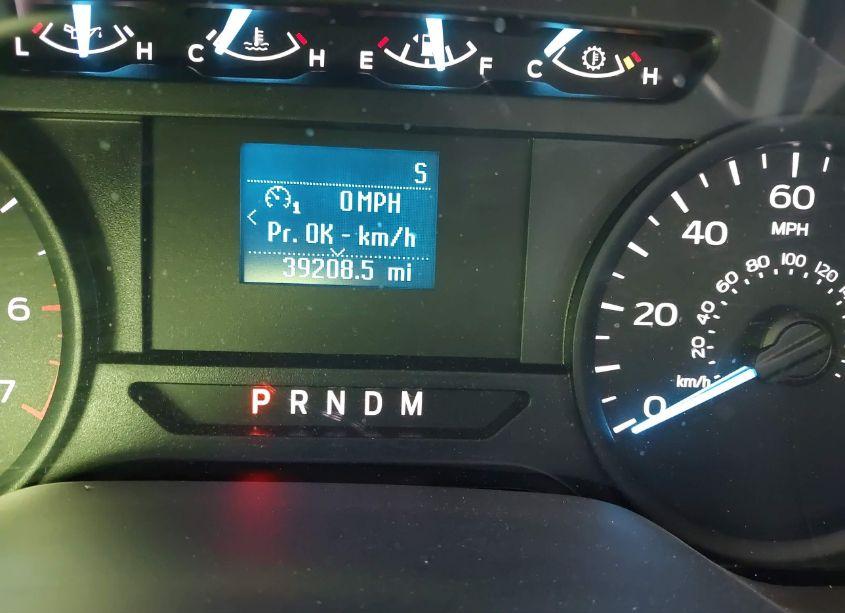 L H C H E F C H
S
1 0 MPH
Pr. OK - km/h
39208.5 mi
6
7
P R N D M
0 20 40 60
MPH
20 40 60 80 100 120
km/h